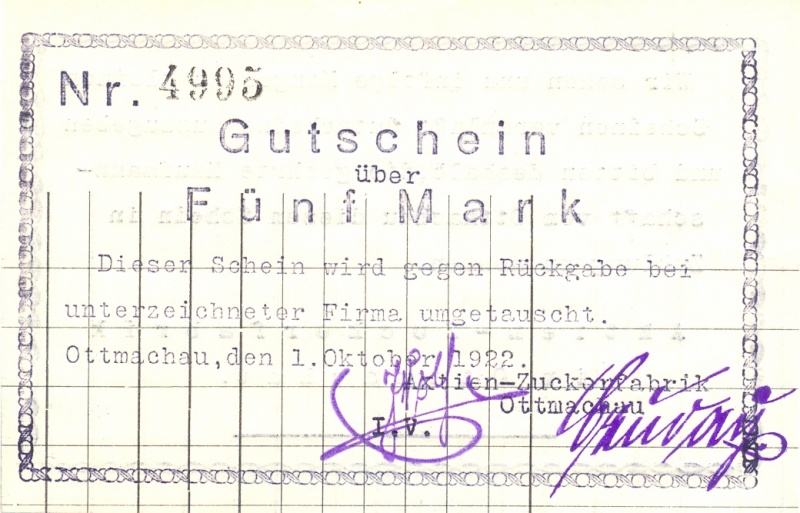 Nr. 4995
Gutschein
über
Fünf Mark
Dieser Schein wird gegen Rückgabe bei
unterzeichneter Firma umgetauscht.
Ottmachau,den 1.Oktober 1922.
Aktien-Zuckerfabrik
Ottmachau
I.V.